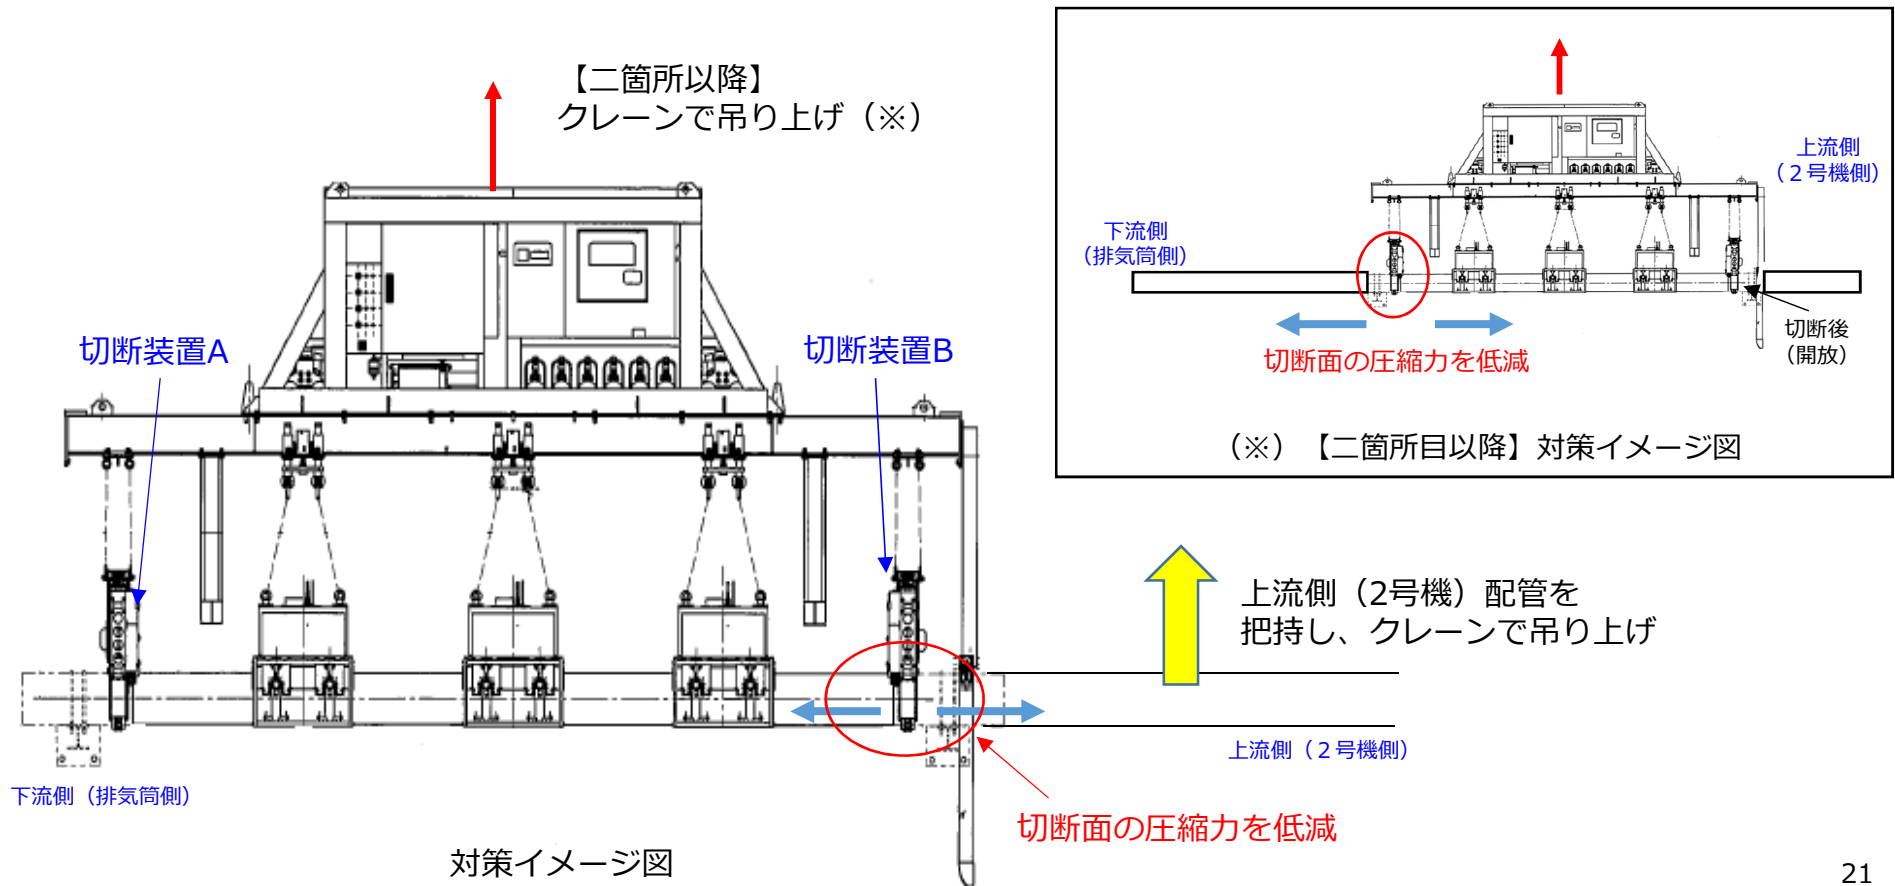 【二箇所以降】
クレーンで吊り上げ（※）
切断装置A
切断装置B
下流側（排気筒側）
対策イメージ図
切断面の圧縮力を低減
上流側（２号機側）
上流側（2号機）配管を
把持し、クレーンで吊り上げ
上流側
（２号機側）
下流側
（排気筒側）
切断後
（開放）
切断面の圧縮力を低減
（※）【二箇所目以降】対策イメージ図
21